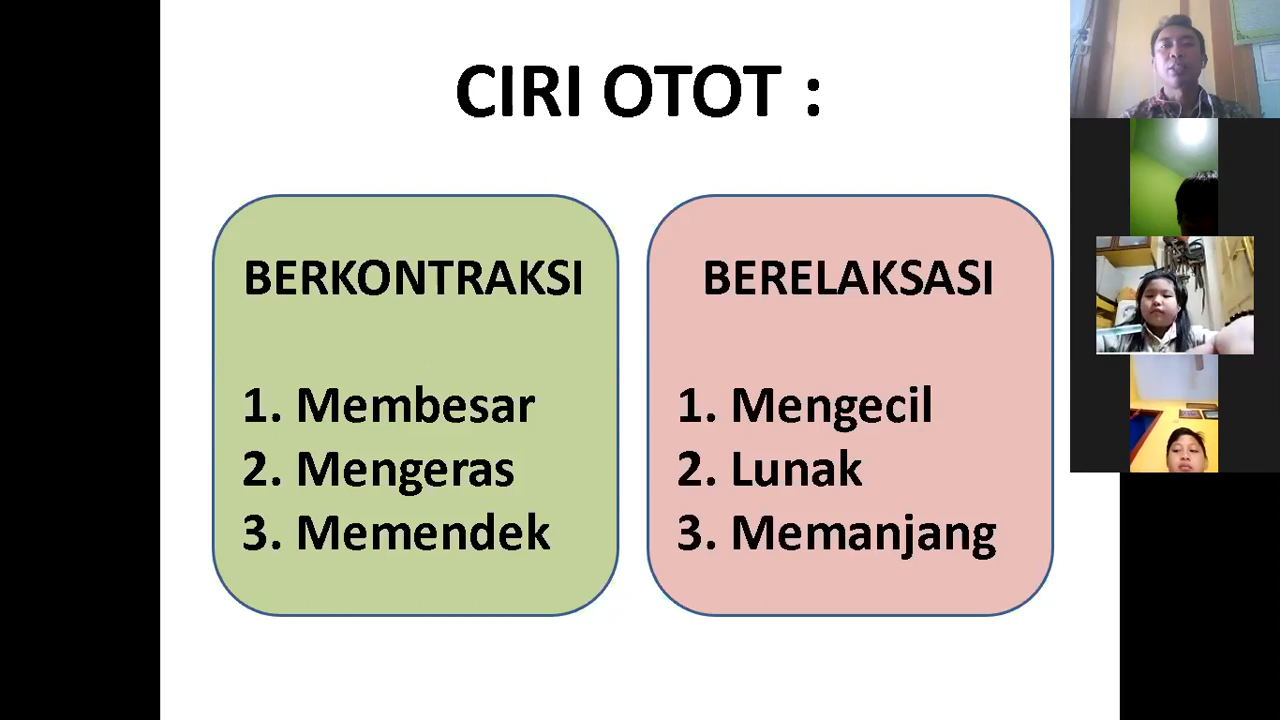 CIRI OTOT :
BERKONTRAKSI
1. Membesar
2. Mengeras
3. Memendek
BERELAKSASI
1. Mengecil
2. Lunak
3. Memanjang